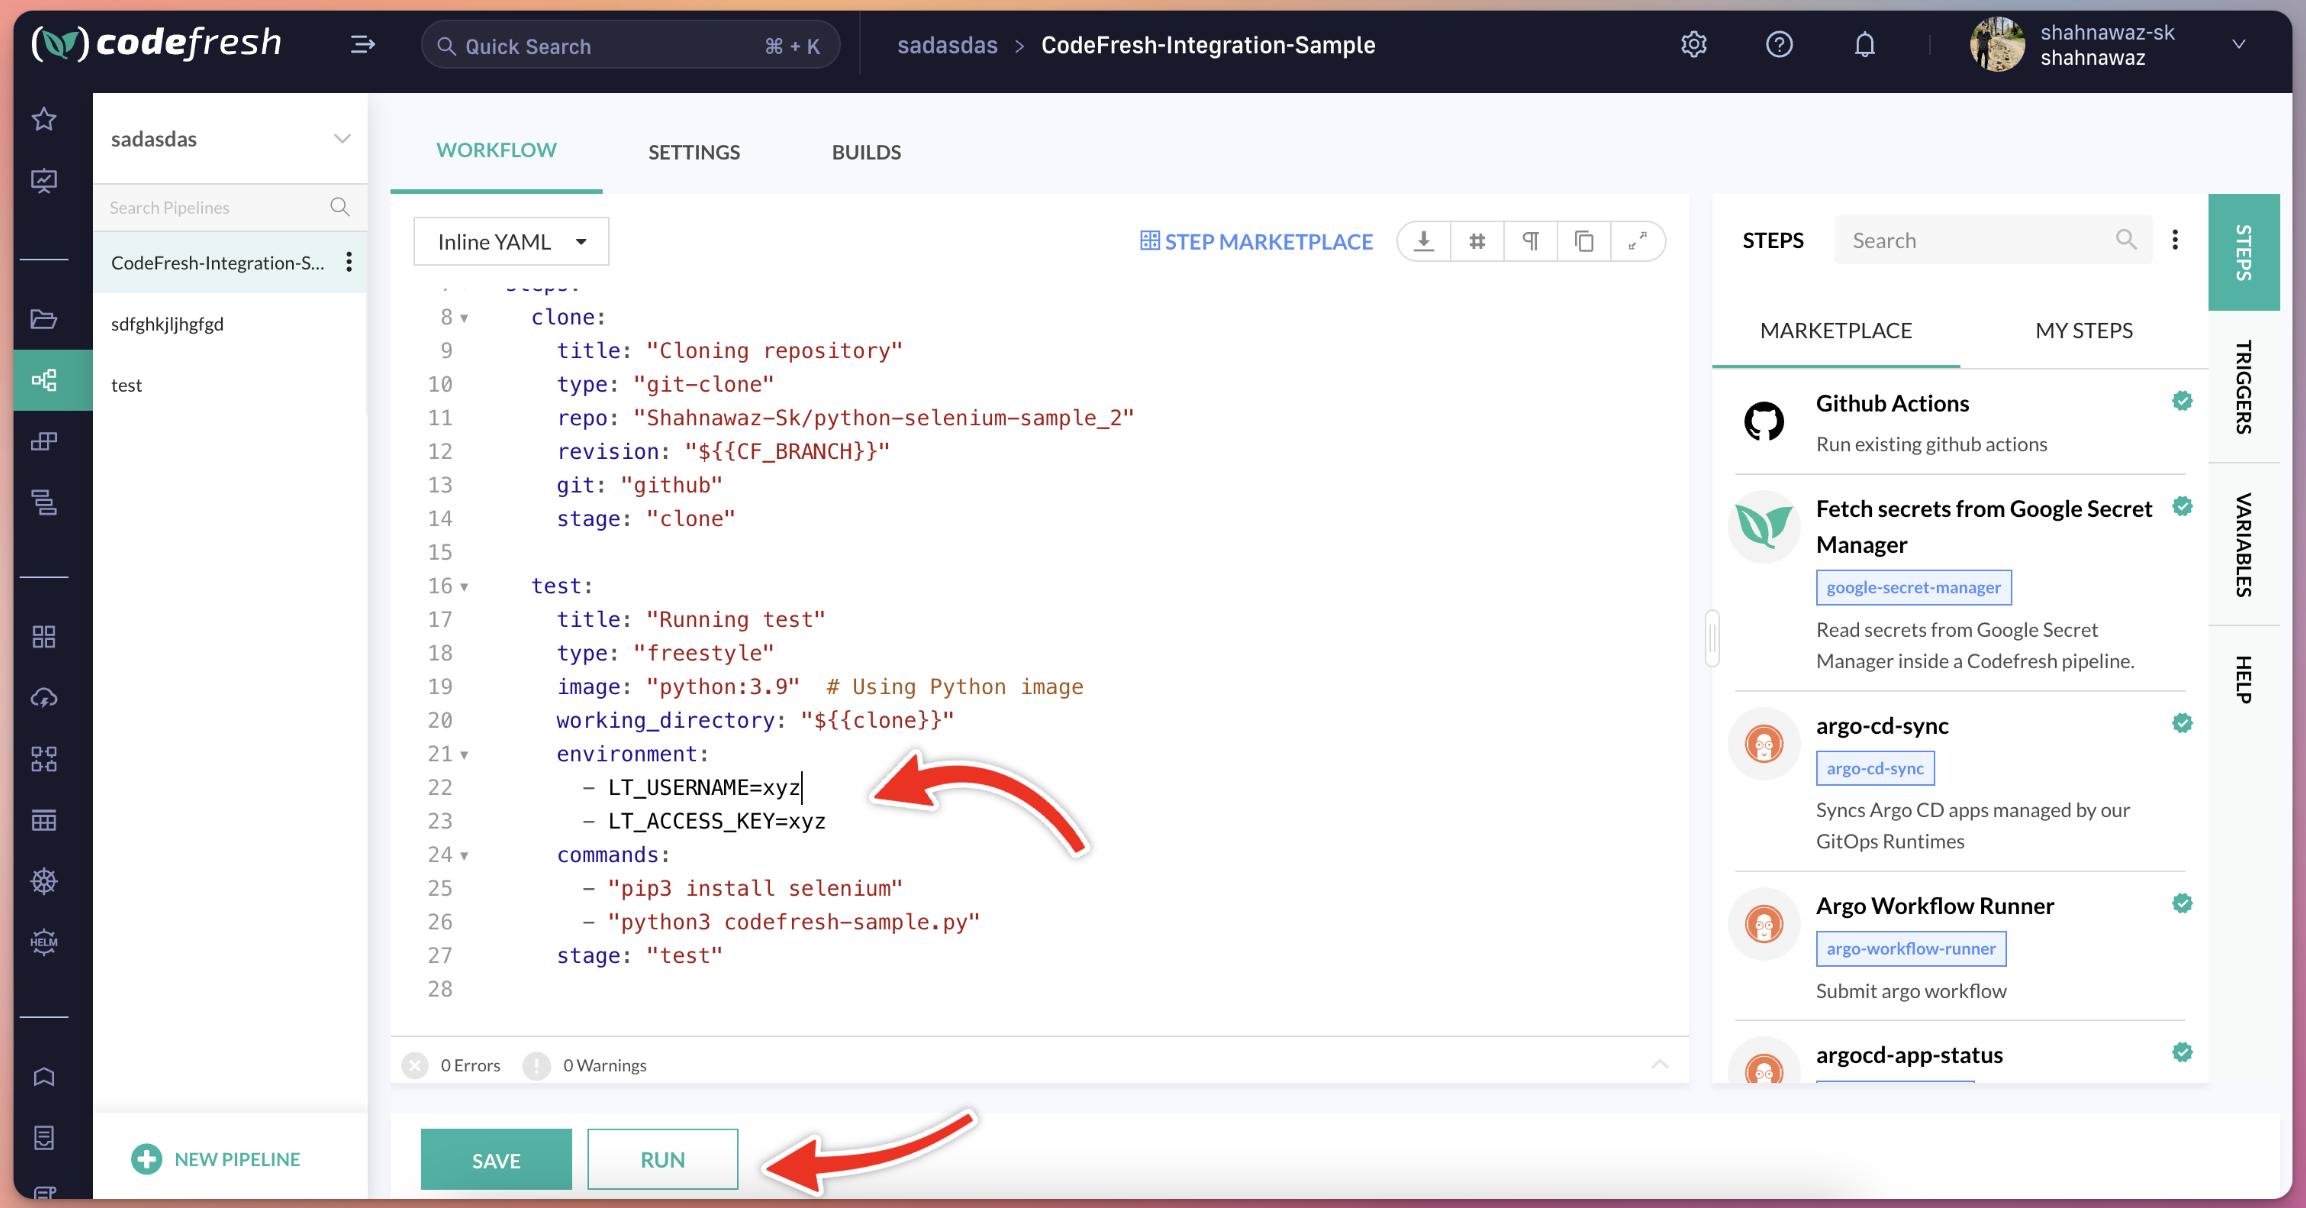 codefresh
Quick Search
⌘ + K
sadasdas > CodeFresh-Integration-Sample
shahnawaz-sk
shahnawaz
sadasdas
Search Pipelines
CodeFresh-Integration-S...
sdfghkjljhgfgd
test
HELM
NEW PIPELINE
WORKFLOW
SETTINGS
BUILDS
Inline YAML
STEP MARKETPLACE
7 steps:
8 clone:
9 title: "Cloning repository"
10 type: "git-clone"
11 repo: "Shahnawaz-Sk/python-selenium-sample_2"
12 revision: "${{CF_BRANCH}}"
13 git: "github"
14 stage: "clone"
15
16 test:
17 title: "Running test"
18 type: "freestyle"
19 image: "python:3.9" # Using Python image
20 working_directory: "${{clone}}"
21 environment:
22 - LT_USERNAME=xyz
23 - LT_ACCESS_KEY=xyz
24 commands:
25 - "pip3 install selenium"
26 - "python3 codefresh-sample.py"
27 stage: "test"
28
0 Errors
0 Warnings
SAVE
RUN
STEPS
Search
MARKETPLACE
MY STEPS
Github Actions
Run existing github actions
Fetch secrets from Google Secret
Manager
google-secret-manager
Read secrets from Google Secret
Manager inside a Codefresh pipeline.
argo-cd-sync
argo-cd-sync
Syncs Argo CD apps managed by our
GitOps Runtimes
Argo Workflow Runner
argo-workflow-runner
Submit argo workflow
argocd-app-status
STEPS
TRIGGERS
VARIABLES
HELP